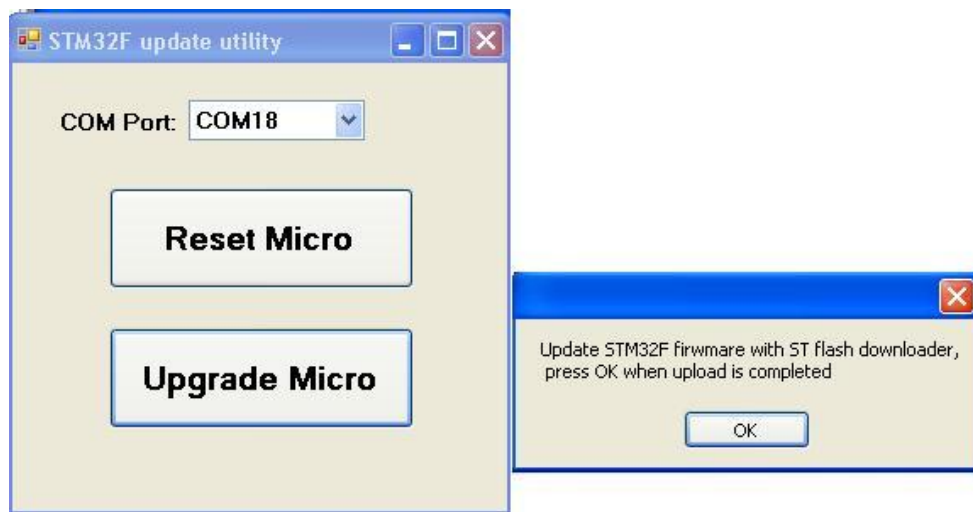 STM32F update utility
COM Port: COM18
Reset Micro
Upgrade Micro
Update STM32F firwmare with ST flash downloader,
press OK when upload is completed
OK